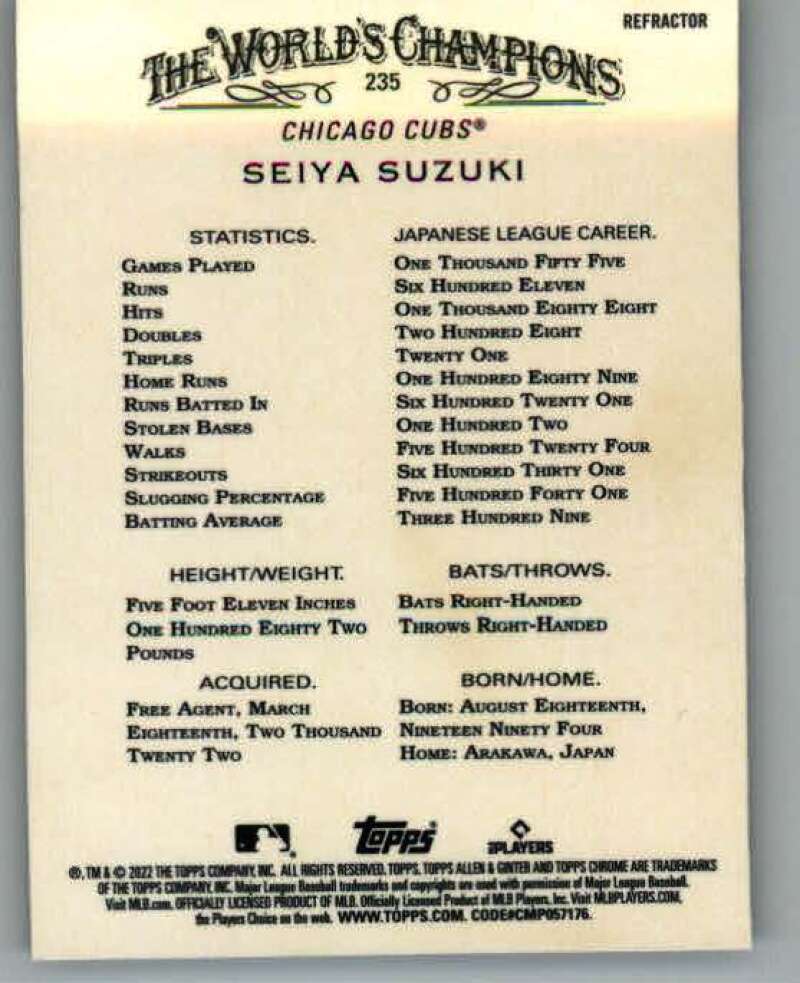 REFRACTOR
THE WORLD'S CHAMPIONS
235
CHICAGO CUBS®
SEIYA SUZUKI
STATISTICS.
GAMES PLAYED
RUNS
HITS
DOUBLES
TRIPLES
HOME RUNS
RUNS BATTED IN
STOLEN BASES
WALKS
STRIKEOUTS
SLUGGING PERCENTAGE
BATTING AVERAGE
JAPANESE LEAGUE CAREER.
ONE THOUSAND FIFTY FIVE
SIX HUNDRED ELEVEN
ONE THOUSAND EIGHTY EIGHT
TWO HUNDRED EIGHT
TWENTY ONE
ONE HUNDRED EIGHTY NINE
SIX HUNDRED TWENTY ONE
ONE HUNDRED TWO
FIVE HUNDRED TWENTY FOUR
SIX HUNDRED THIRTY ONE
FIVE HUNDRED FORTY ONE
THREE HUNDRED NINE
HEIGHT/WEIGHT.
FIVE FOOT ELEVEN INCHES
ONE HUNDRED EIGHTY TWO
POUNDS
BATS/THROWS.
BATS RIGHT-HANDED
THROWS RIGHT-HANDED
ACQUIRED.
FREE AGENT, MARCH
EIGHTEENTH, TWO THOUSAND
TWENTY TWO
BORN/HOME.
BORN: AUGUST EIGHTEENTH,
NINETEEN NINETY FOUR
HOME: ARAKAWA, JAPAN
Topps®
PLAYERS
®, TM & © 2022 THE TOPPS COMPANY, INC. ALL RIGHTS RESERVED. TOPPS, TOPPS ALLEN & GINTER AND TOPPS CHROME ARE TRADEMARKS
OF THE TOPPS COMPANY, INC. Major League Baseball trademarks and copyrights are used with permission of Major League Baseball.
Visit MLB.com. OFFICIALLY LICENSED PRODUCT OF MLB. Officially Licensed Product of MLB Players, Inc. Visit MLBPLAYERS.COM,
the Players Choice on the web. WWW.TOPPS.COM. CODE#CMP057176.